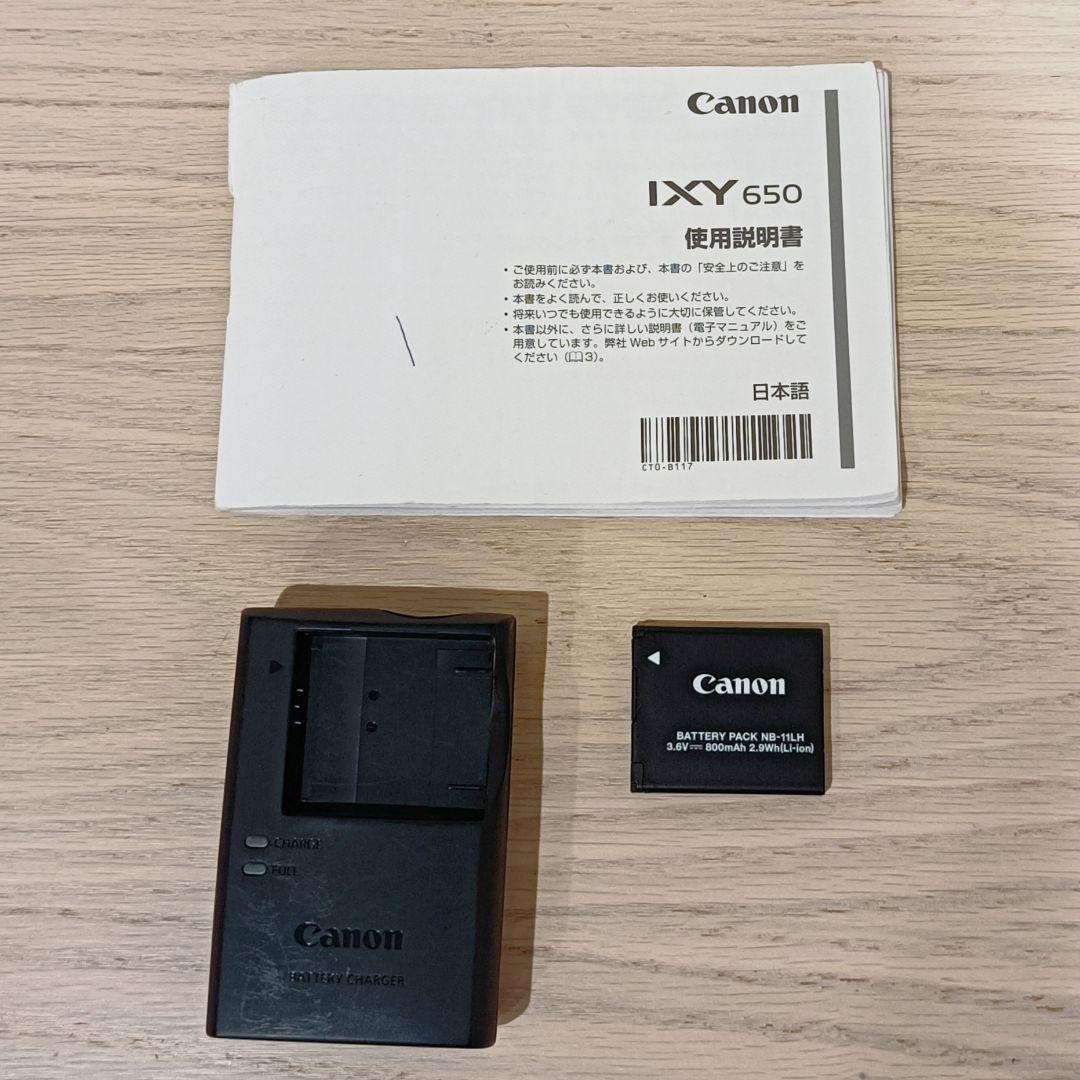 Canon
IXY 650
使用説明書
・ご使用前に必ず本書および、本書の「安全上のご注意」を
お読みください。
・本書をよく読んで、正しくお使いください。
・将来いつでも使用できるように大切に保管してください。
・本書以外に、さらに詳しい説明書（電子マニュアル）をご
用意しています。弊社 Web サイトからダウンロードして
ください（📖3）。
日本語
CT0-B117
CHARGE
FULL
Canon
BATTERY CHARGER
Canon
BATTERY PACK NB-11LH
3.6V⎓ 800mAh 2.9Wh(Li-ion)